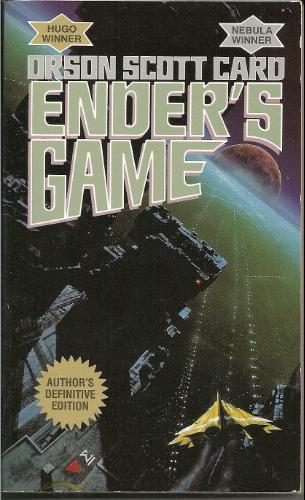 HUGO
WINNER
NEBULA
WINNER
ORSON SCOTT CARD
ENDER'S
GAME
AUTHOR'S
DEFINITIVE
EDITION